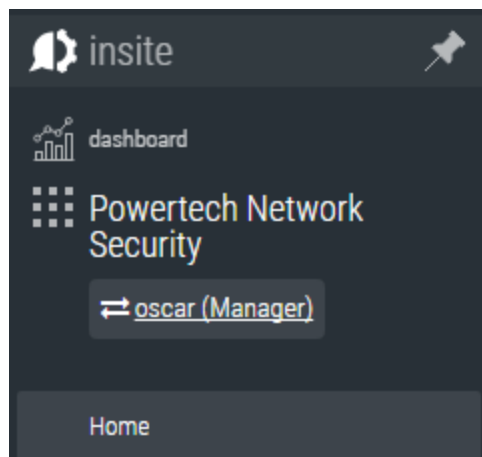 insite
dashboard
Powertech Network
Security
oscar (Manager)
Home